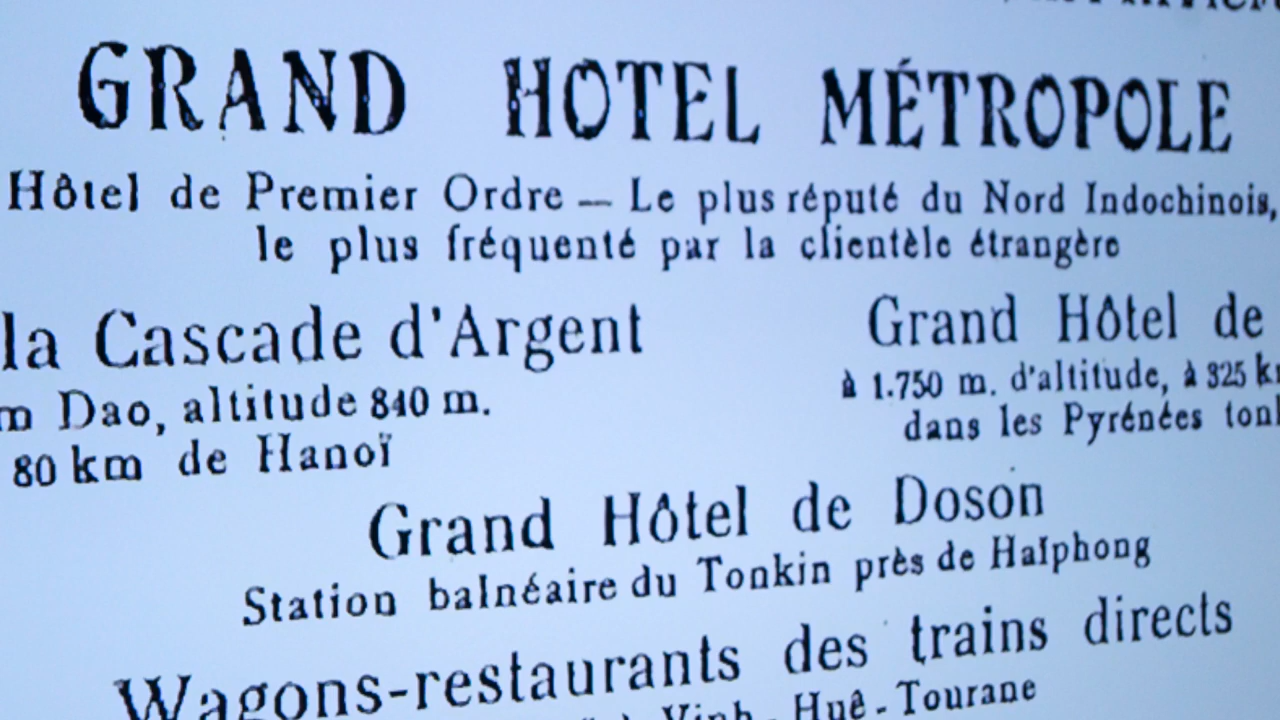 GRAND HOTEL MÉTROPOLE
Hôtel de Premier Ordre — Le plus réputé du Nord Indochinois,
le plus fréquenté par la clientèle étrangère
la Cascade d'Argent
Dao, altitude 840 m.
80 km de Hanoï
Grand Hôtel de
à 1.750 m. d'altitude, à 325
dans les Pyrénées
Grand Hôtel de Doson
Station balnéaire du Tonkin près de Haïphong
Wagons-restaurants des trains directs
Vinh - Huê - Tourane